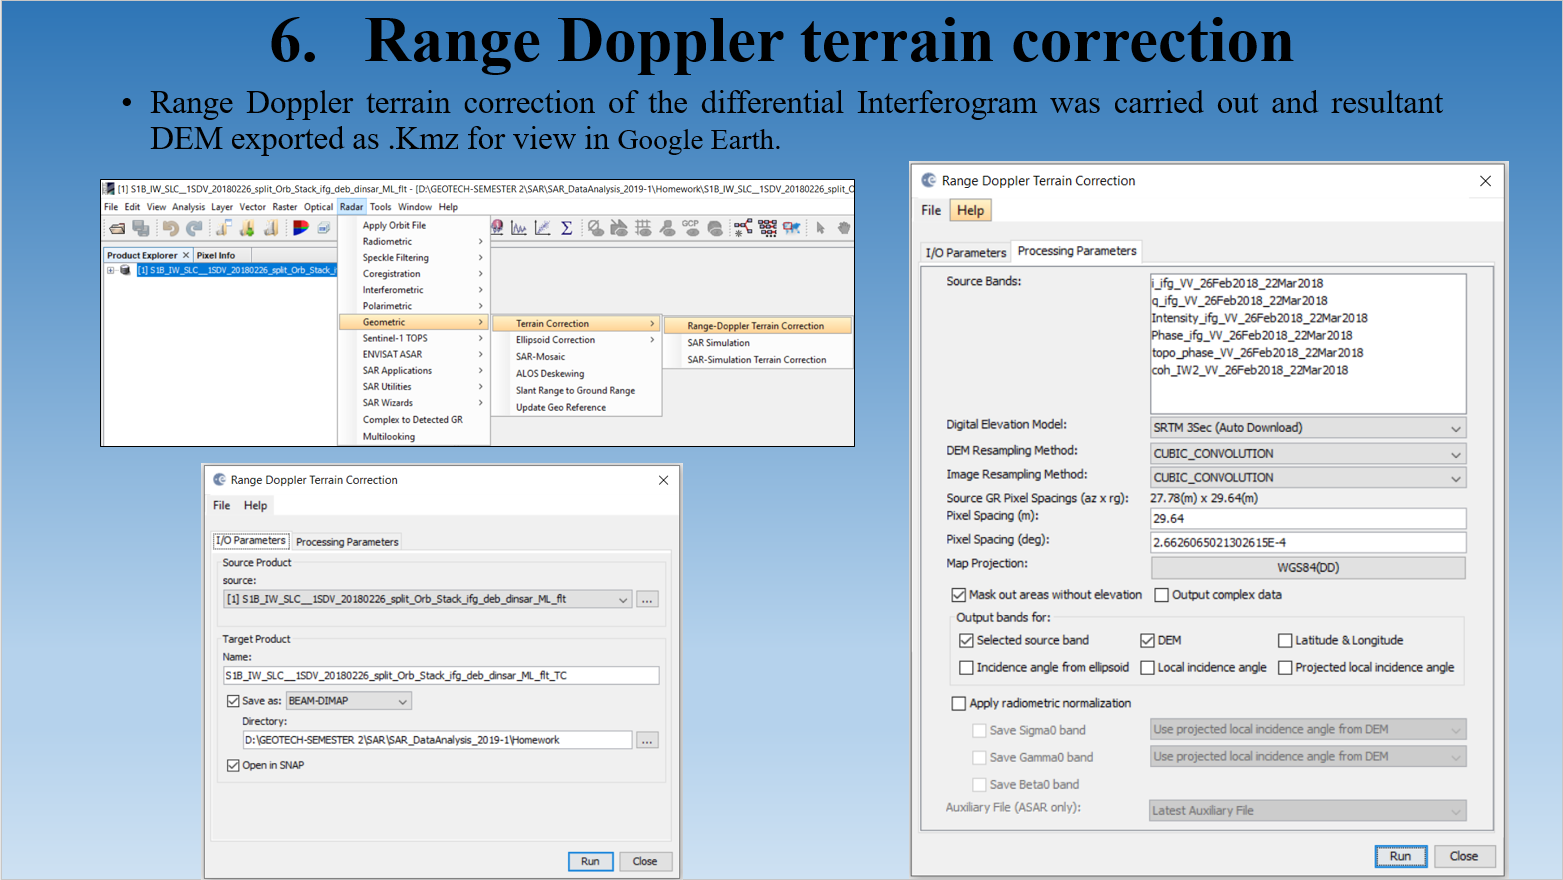 6. Range Doppler terrain correction
• Range Doppler terrain correction of the differential Interferogram was carried out and resultant
DEM exported as .Kmz for view in Google Earth.
[1] S1B_IW_SLC__1SDV_20180226_split_Orb_Stack_ifg_deb_dinsar_ML_flt - [D:\GEOTECH-SEMESTER 2\SAR\SAR_DataAnalysis_2019-1\Homework\S1B_IW_SLC__1SDV_20180226_split_O
File Edit View Analysis Layer Vector Raster Optical Radar Tools Window Help
GCP
Product Explorer Pixel Info
[1] S1B_IW_SLC__1SDV_20180226_split_Orb_Stack_i
Apply Orbit File
Radiometric
Speckle Filtering
Coregistration
Interferometric
Polarimetric
Geometric
Sentinel-1 TOPS
ENVISAT ASAR
SAR Applications
SAR Utilities
SAR Wizards
Complex to Detected GR
Multilooking
Terrain Correction
Ellipsoid Correction
SAR-Mosaic
ALOS Deskewing
Slant Range to Ground Range
Update Geo Reference
Range-Doppler Terrain Correction
SAR Simulation
SAR-Simulation Terrain Correction
Range Doppler Terrain Correction
File Help
I/O Parameters Processing Parameters
Source Product
source:
[1] S1B_IW_SLC__1SDV_20180226_split_Orb_Stack_ifg_deb_dinsar_ML_flt ...
Target Product
Name:
S1B_IW_SLC__1SDV_20180226_split_Orb_Stack_ifg_deb_dinsar_ML_flt_TC
Save as: BEAM-DIMAP
Directory:
D:\GEOTECH-SEMESTER 2\SAR\SAR_DataAnalysis_2019-1\Homework ...
Open in SNAP
Run Close
Range Doppler Terrain Correction
File Help
I/O Parameters Processing Parameters
Source Bands:
i_ifg_VV_26Feb2018_22Mar2018
q_ifg_VV_26Feb2018_22Mar2018
Intensity_ifg_VV_26Feb2018_22Mar2018
Phase_ifg_VV_26Feb2018_22Mar2018
topo_phase_VV_26Feb2018_22Mar2018
coh_IW2_VV_26Feb2018_22Mar2018
Digital Elevation Model: SRTM 3Sec (Auto Download)
DEM Resampling Method: CUBIC_CONVOLUTION
Image Resampling Method: CUBIC_CONVOLUTION
Source GR Pixel Spacings (az x rg): 27.78(m) x 29.64(m)
Pixel Spacing (m): 29.64
Pixel Spacing (deg): 2.6626065021302615E-4
Map Projection: WGS84(DD)
Mask out areas without elevation Output complex data
Output bands for:
Selected source band DEM Latitude & Longitude
Incidence angle from ellipsoid Local incidence angle Projected local incidence angle
Apply radiometric normalization
Save Sigma0 band Use projected local incidence angle from DEM
Save Gamma0 band Use projected local incidence angle from DEM
Save Beta0 band
Auxiliary File (ASAR only): Latest Auxiliary File
Run Close